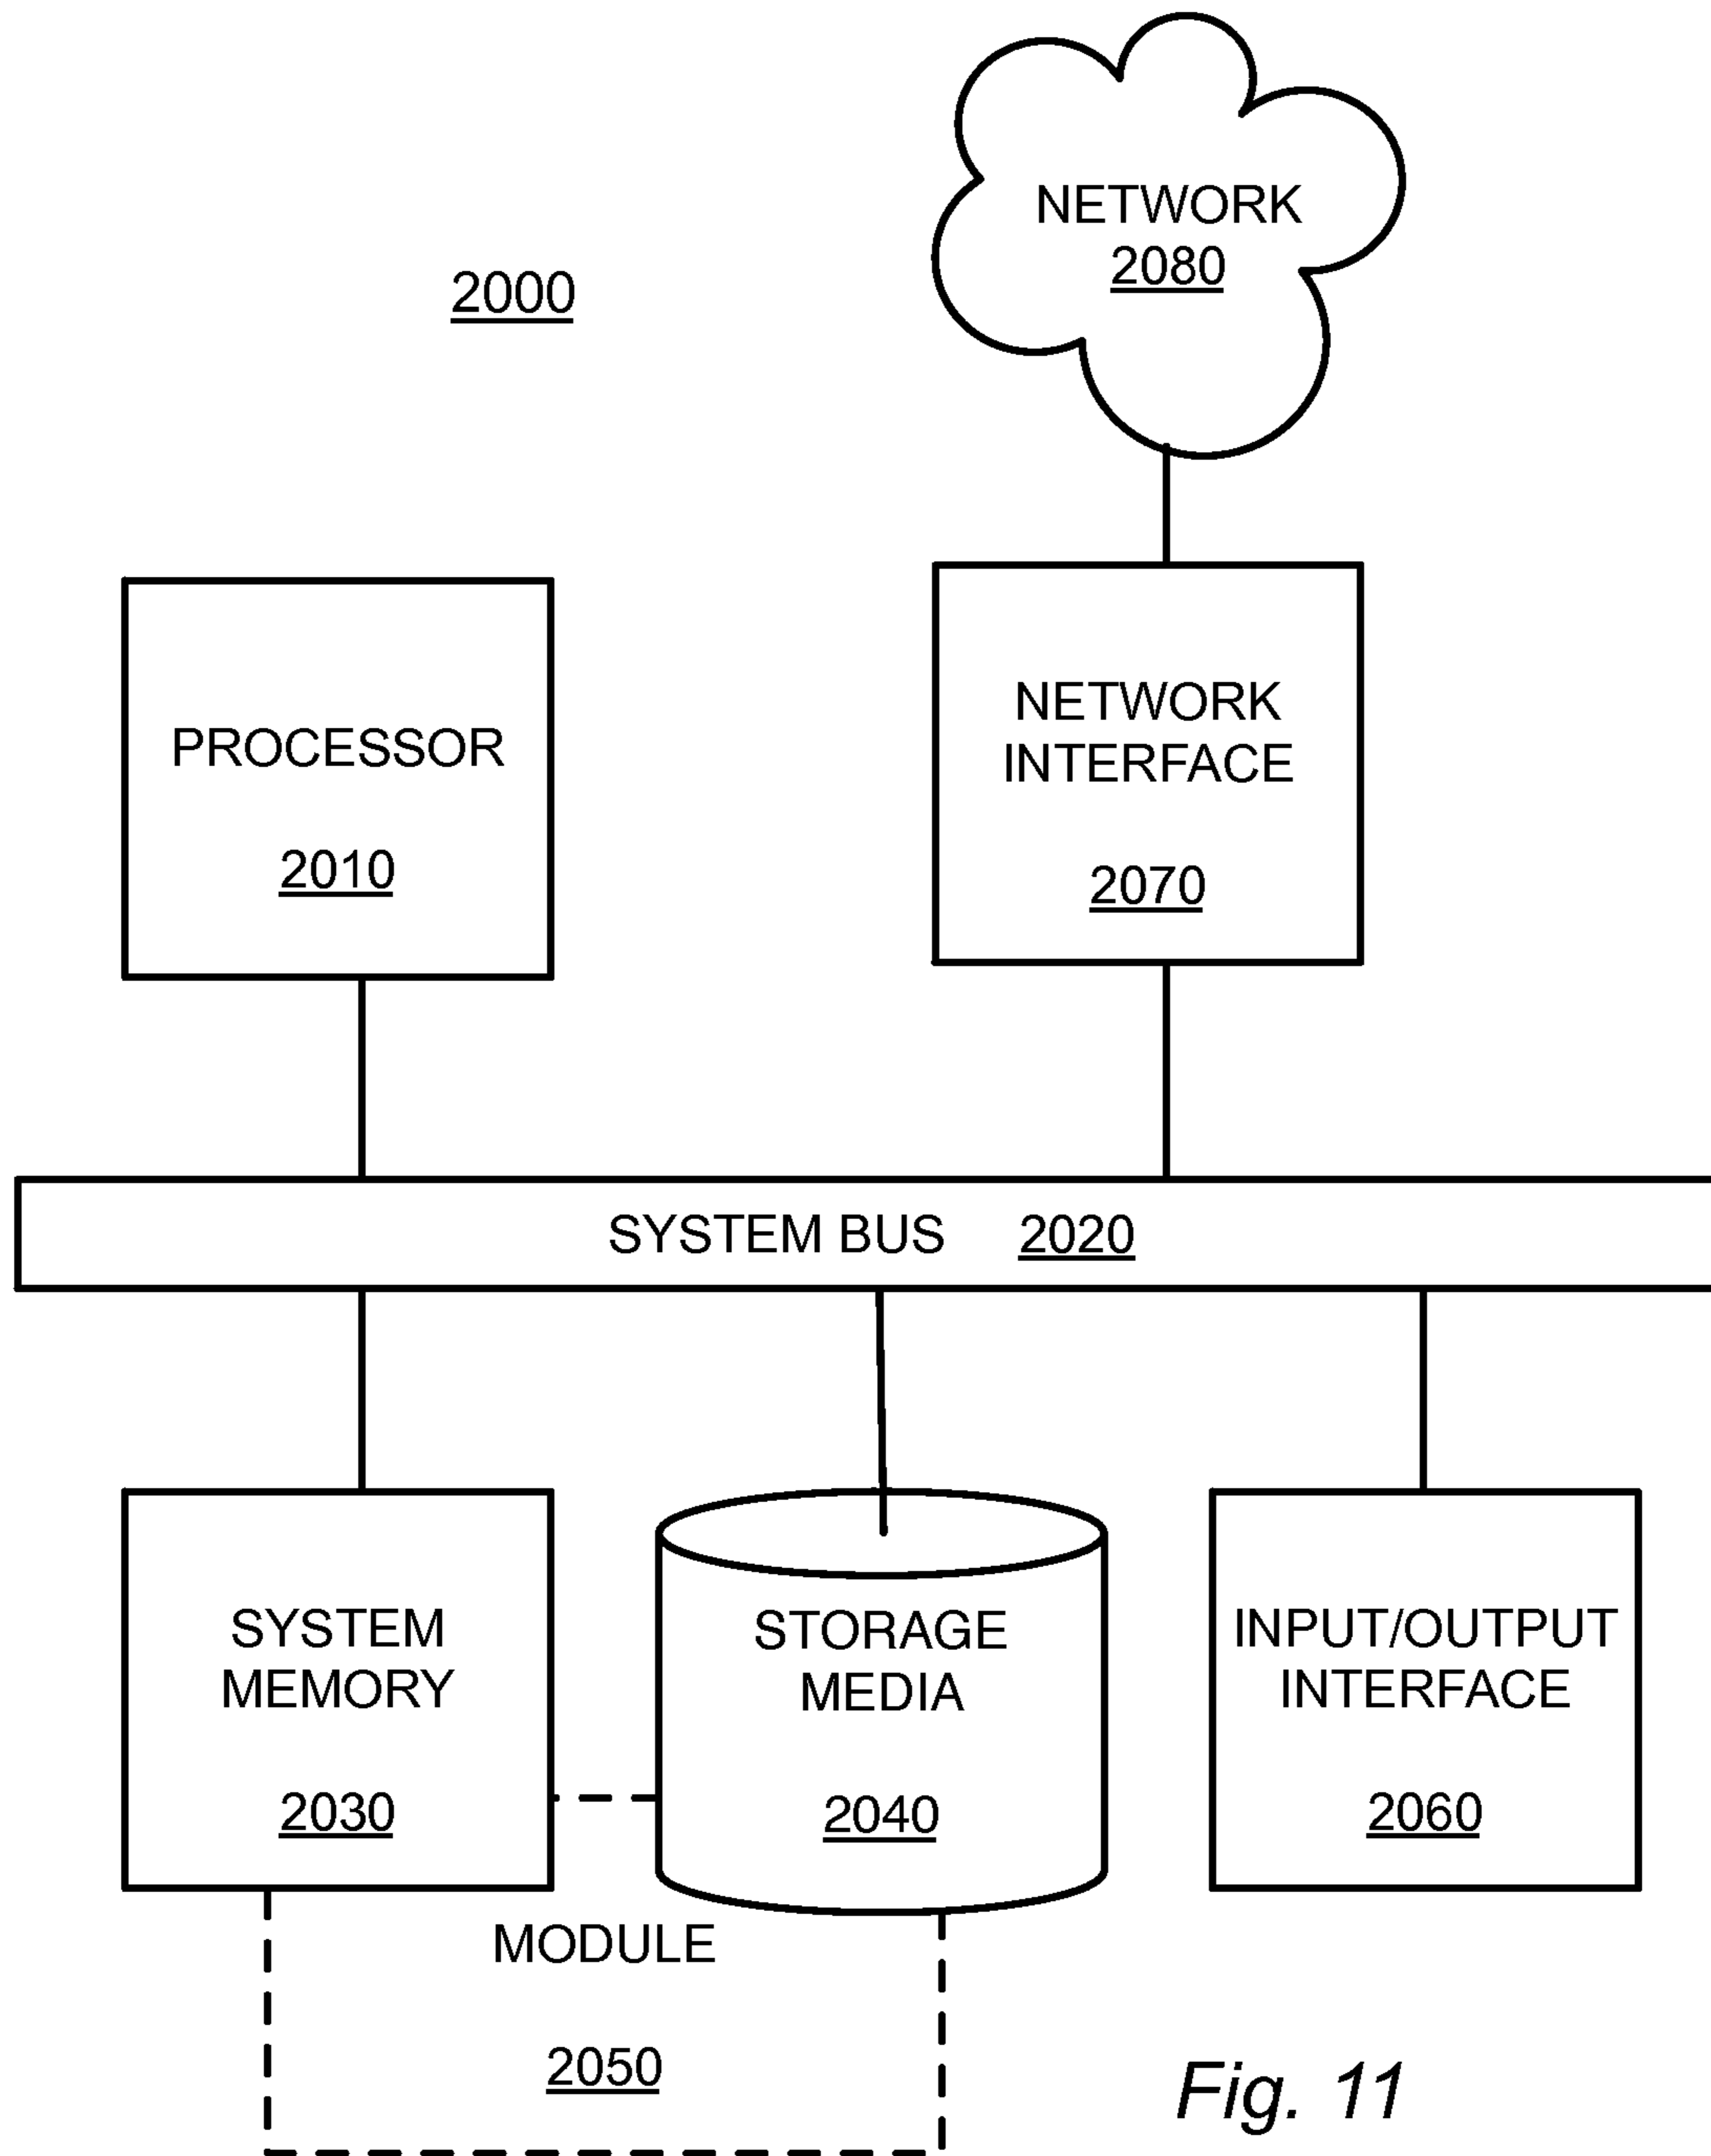 NETWORK
2080
2000
PROCESSOR
2010
NETWORK
INTERFACE
2070
SYSTEM BUS 2020
SYSTEM
MEMORY
2030
STORAGE
MEDIA
2040
INPUT/OUTPUT
INTERFACE
2060
MODULE
2050
Fig. 11